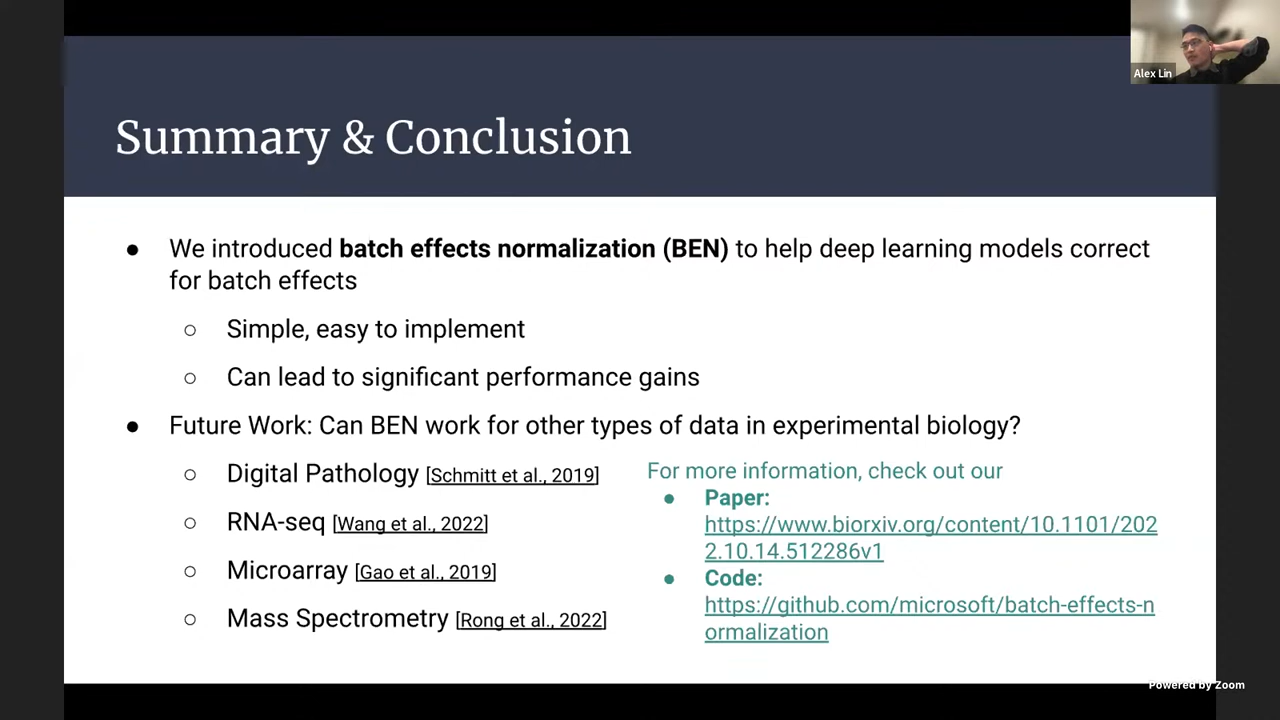 Alex Lin
Summary & Conclusion
● We introduced batch effects normalization (BEN) to help deep learning models correct
for batch effects
○ Simple, easy to implement
○ Can lead to significant performance gains
● Future Work: Can BEN work for other types of data in experimental biology?
○ Digital Pathology [Schmitt et al., 2019]
○ RNA-seq [Wang et al., 2022]
○ Microarray [Gao et al., 2019]
○ Mass Spectrometry [Rong et al., 2022]
For more information, check out our
● Paper:
https://www.biorxiv.org/content/10.1101/202
2.10.14.512286v1
● Code:
https://github.com/microsoft/batch-effects-n
ormalization
Powered by Zoom